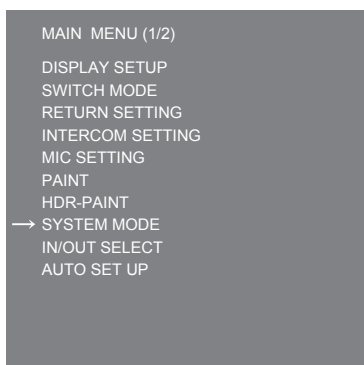 MAIN MENU (1/2)
DISPLAY SETUP
SWITCH MODE
RETURN SETTING
INTERCOM SETTING
MIC SETTING
PAINT
HDR-PAINT
→ SYSTEM MODE
IN/OUT SELECT
AUTO SET UP